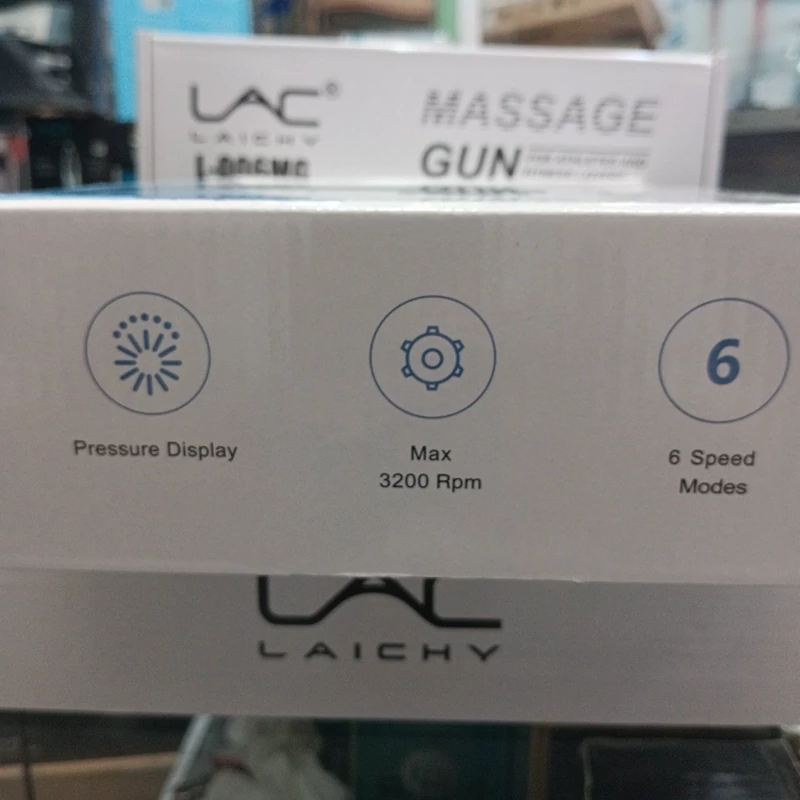 LAC
LAICHY
MASSAGE
GUN
Pressure Display
Max
3200 Rpm
6
6 Speed
Modes
LAC
LAICHY